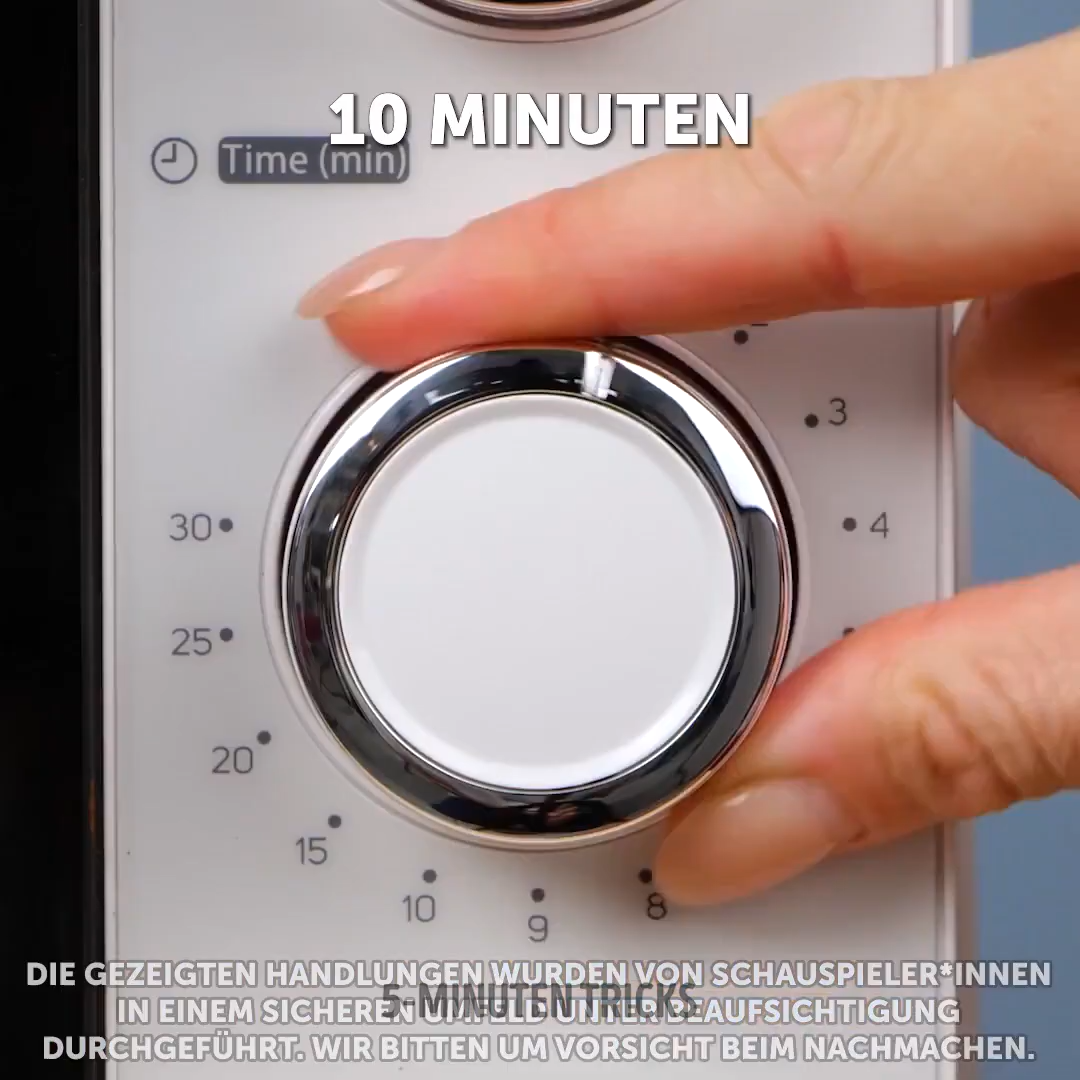 10 MINUTEN
Time (min)
3
30
4
25
20
15
10
8
9
DIE GEZEIGTEN HANDLUNGEN WURDEN VON SCHAUSPIELER*INNEN
IN EINEM SICHEREN UMFELD UNTER BEAUFSICHTIGUNG
5-MINUTEN TRICKS
DURCHGEFÜHRT. WIR BITTEN UM VORSICHT BEIM NACHMACHEN.